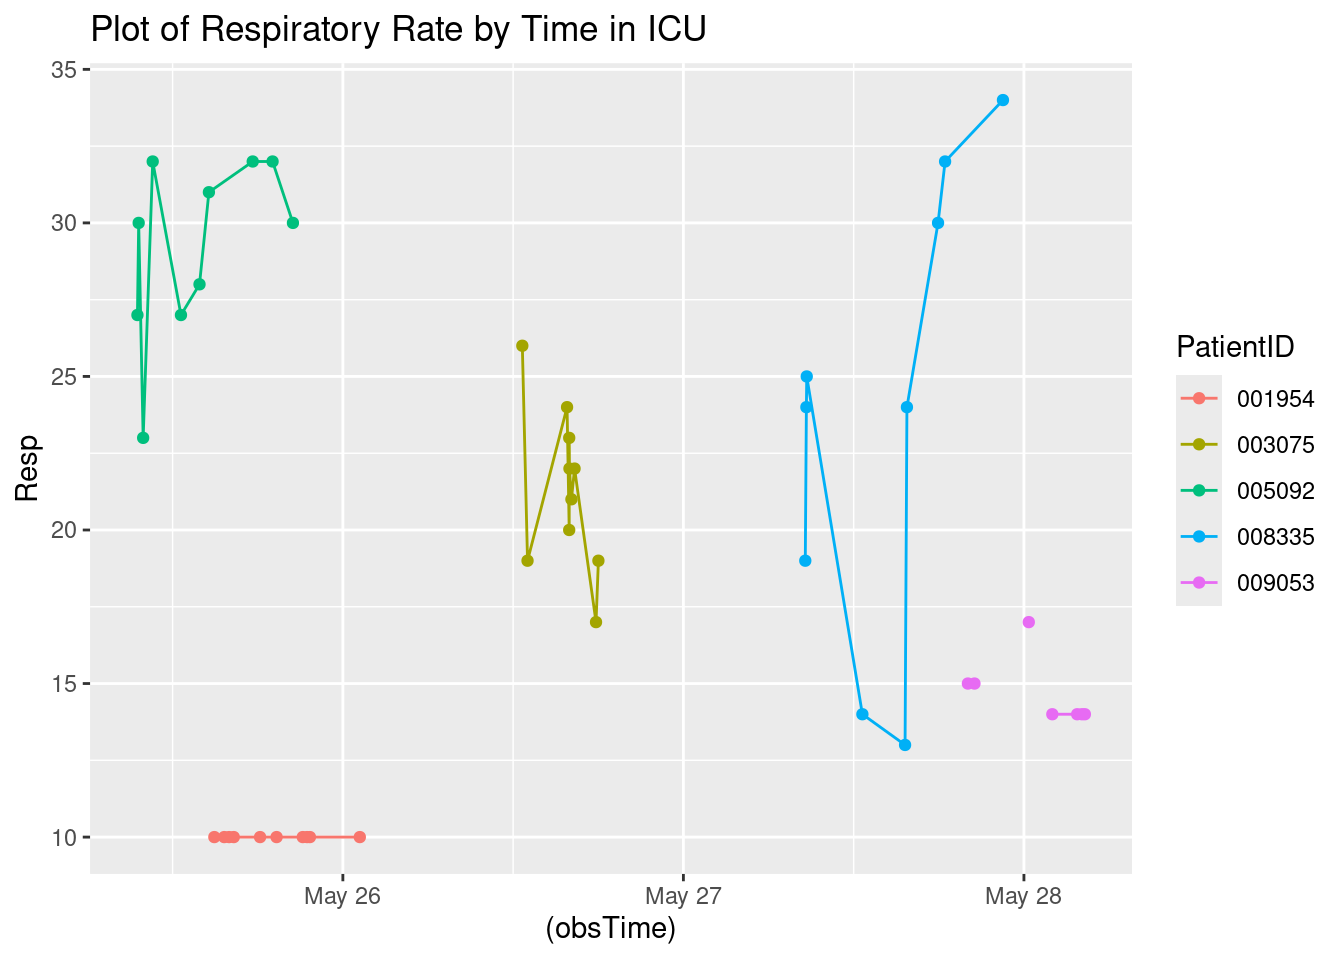 Plot of Respiratory Rate by Time in ICU
35
30
25
20
15
10
Resp
May 26
May 27
May 28
(obsTime)
PatientID
001954
003075
005092
008335
009053